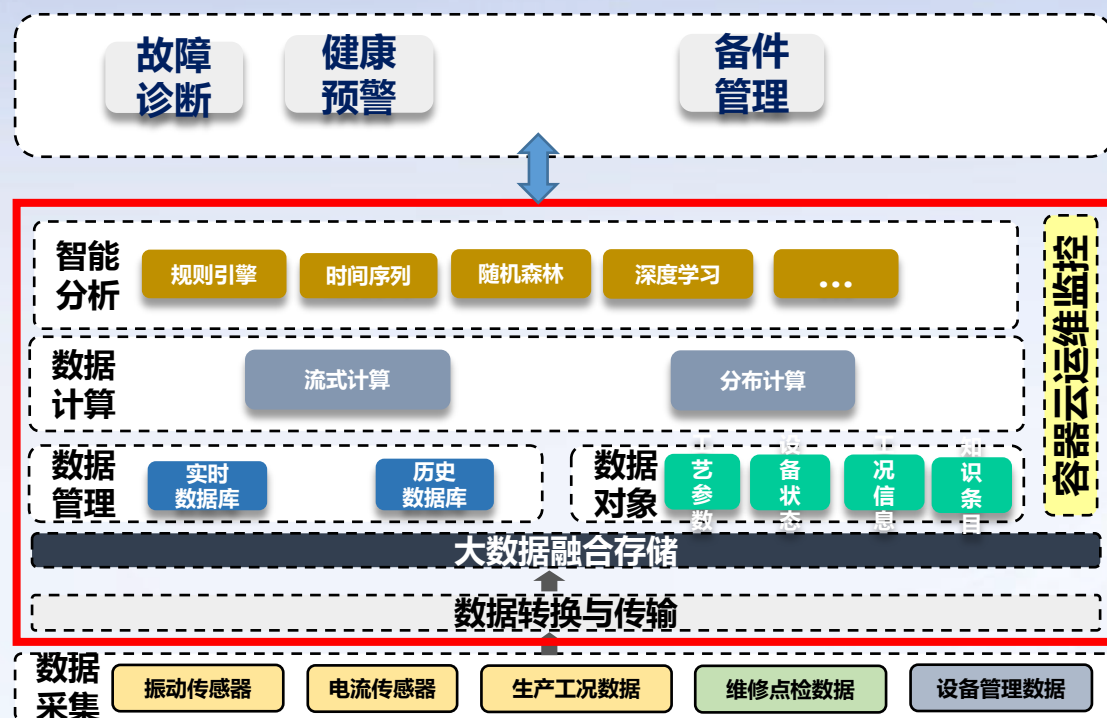 故障
诊断
健康
预警
备件
管理
智能
分析
规则引擎
时间序列
随机森林
深度学习
...
数据
计算
流式计算
分布计算
数据
管理
实时
数据库
历史
数据库
数据
对象
工
艺
参
数
设
备
状
态
工
况
信
息
知
识
条
目
容器云运维监控
大数据融合存储
数据转换与传输
数据
采集
振动传感器
电流传感器
生产工况数据
维修点检数据
设备管理数据